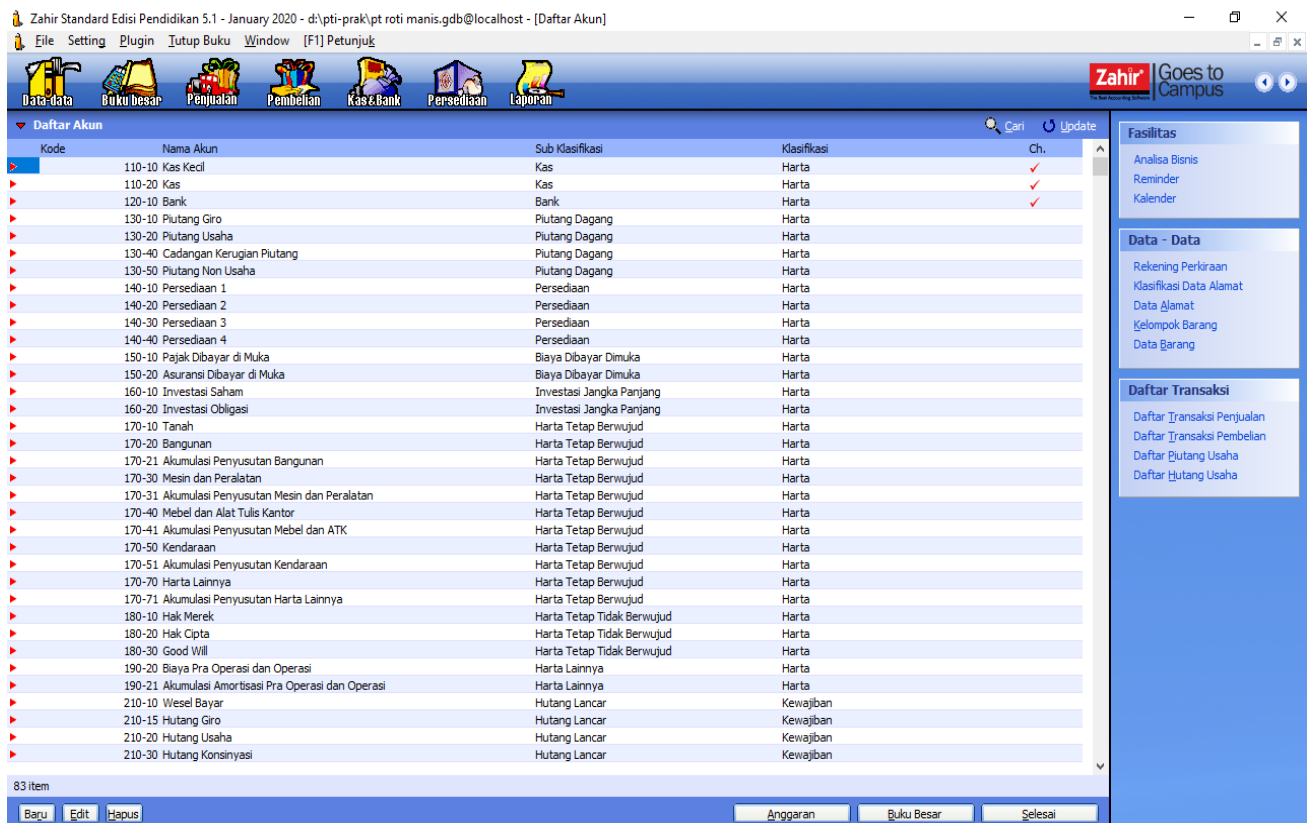 Zahir Standard Edisi Pendidikan 5.1 - January 2020 - d:\pti-prak\pt roti manis.gdb@localhost - [Daftar Akun]
File Setting Plugin Tutup Buku Window [F1] Petunjuk
Data-data Buku besar Penjualan Pembelian Kas&Bank Persediaan Laporan
Zahir Goes to Campus
The Best Accounting Software
Daftar Akun Cari Update
Kode Nama Akun Sub Klasifikasi Klasifikasi Ch.
110-10 Kas Kecil Kas Harta ✓
110-20 Kas Kas Harta ✓
120-10 Bank Bank Harta ✓
130-10 Piutang Giro Piutang Dagang Harta
130-20 Piutang Usaha Piutang Dagang Harta
130-40 Cadangan Kerugian Piutang Piutang Dagang Harta
130-50 Piutang Non Usaha Piutang Dagang Harta
140-10 Persediaan 1 Persediaan Harta
140-20 Persediaan 2 Persediaan Harta
140-30 Persediaan 3 Persediaan Harta
140-40 Persediaan 4 Persediaan Harta
150-10 Pajak Dibayar di Muka Biaya Dibayar Dimuka Harta
150-20 Asuransi Dibayar di Muka Biaya Dibayar Dimuka Harta
160-10 Investasi Saham Investasi Jangka Panjang Harta
160-20 Investasi Obligasi Investasi Jangka Panjang Harta
170-10 Tanah Harta Tetap Berwujud Harta
170-20 Bangunan Harta Tetap Berwujud Harta
170-21 Akumulasi Penyusutan Bangunan Harta Tetap Berwujud Harta
170-30 Mesin dan Peralatan Harta Tetap Berwujud Harta
170-31 Akumulasi Penyusutan Mesin dan Peralatan Harta Tetap Berwujud Harta
170-40 Mebel dan Alat Tulis Kantor Harta Tetap Berwujud Harta
170-41 Akumulasi Penyusutan Mebel dan ATK Harta Tetap Berwujud Harta
170-50 Kendaraan Harta Tetap Berwujud Harta
170-51 Akumulasi Penyusutan Kendaraan Harta Tetap Berwujud Harta
170-70 Harta Lainnya Harta Tetap Berwujud Harta
170-71 Akumulasi Penyusutan Harta Lainnya Harta Tetap Berwujud Harta
180-10 Hak Merek Harta Tetap Tidak Berwujud Harta
180-20 Hak Cipta Harta Tetap Tidak Berwujud Harta
180-30 Good Will Harta Tetap Tidak Berwujud Harta
190-20 Biaya Pra Operasi dan Operasi Harta Lainnya Harta
190-21 Akumulasi Amortisasi Pra Operasi dan Operasi Harta Lainnya Harta
210-10 Wesel Bayar Hutang Lancar Kewajiban
210-15 Hutang Giro Hutang Lancar Kewajiban
210-20 Hutang Usaha Hutang Lancar Kewajiban
210-30 Hutang Konsinyasi Hutang Lancar Kewajiban
83 item
Baru Edit Hapus Anggaran Buku Besar Selesai
Fasilitas
Analisa Bisnis
Reminder
Kalender
Data - Data
Rekening Perkiraan
Klasifikasi Data Alamat
Data Alamat
Kelompok Barang
Data Barang
Daftar Transaksi
Daftar Transaksi Penjualan
Daftar Transaksi Pembelian
Daftar Piutang Usaha
Daftar Hutang Usaha